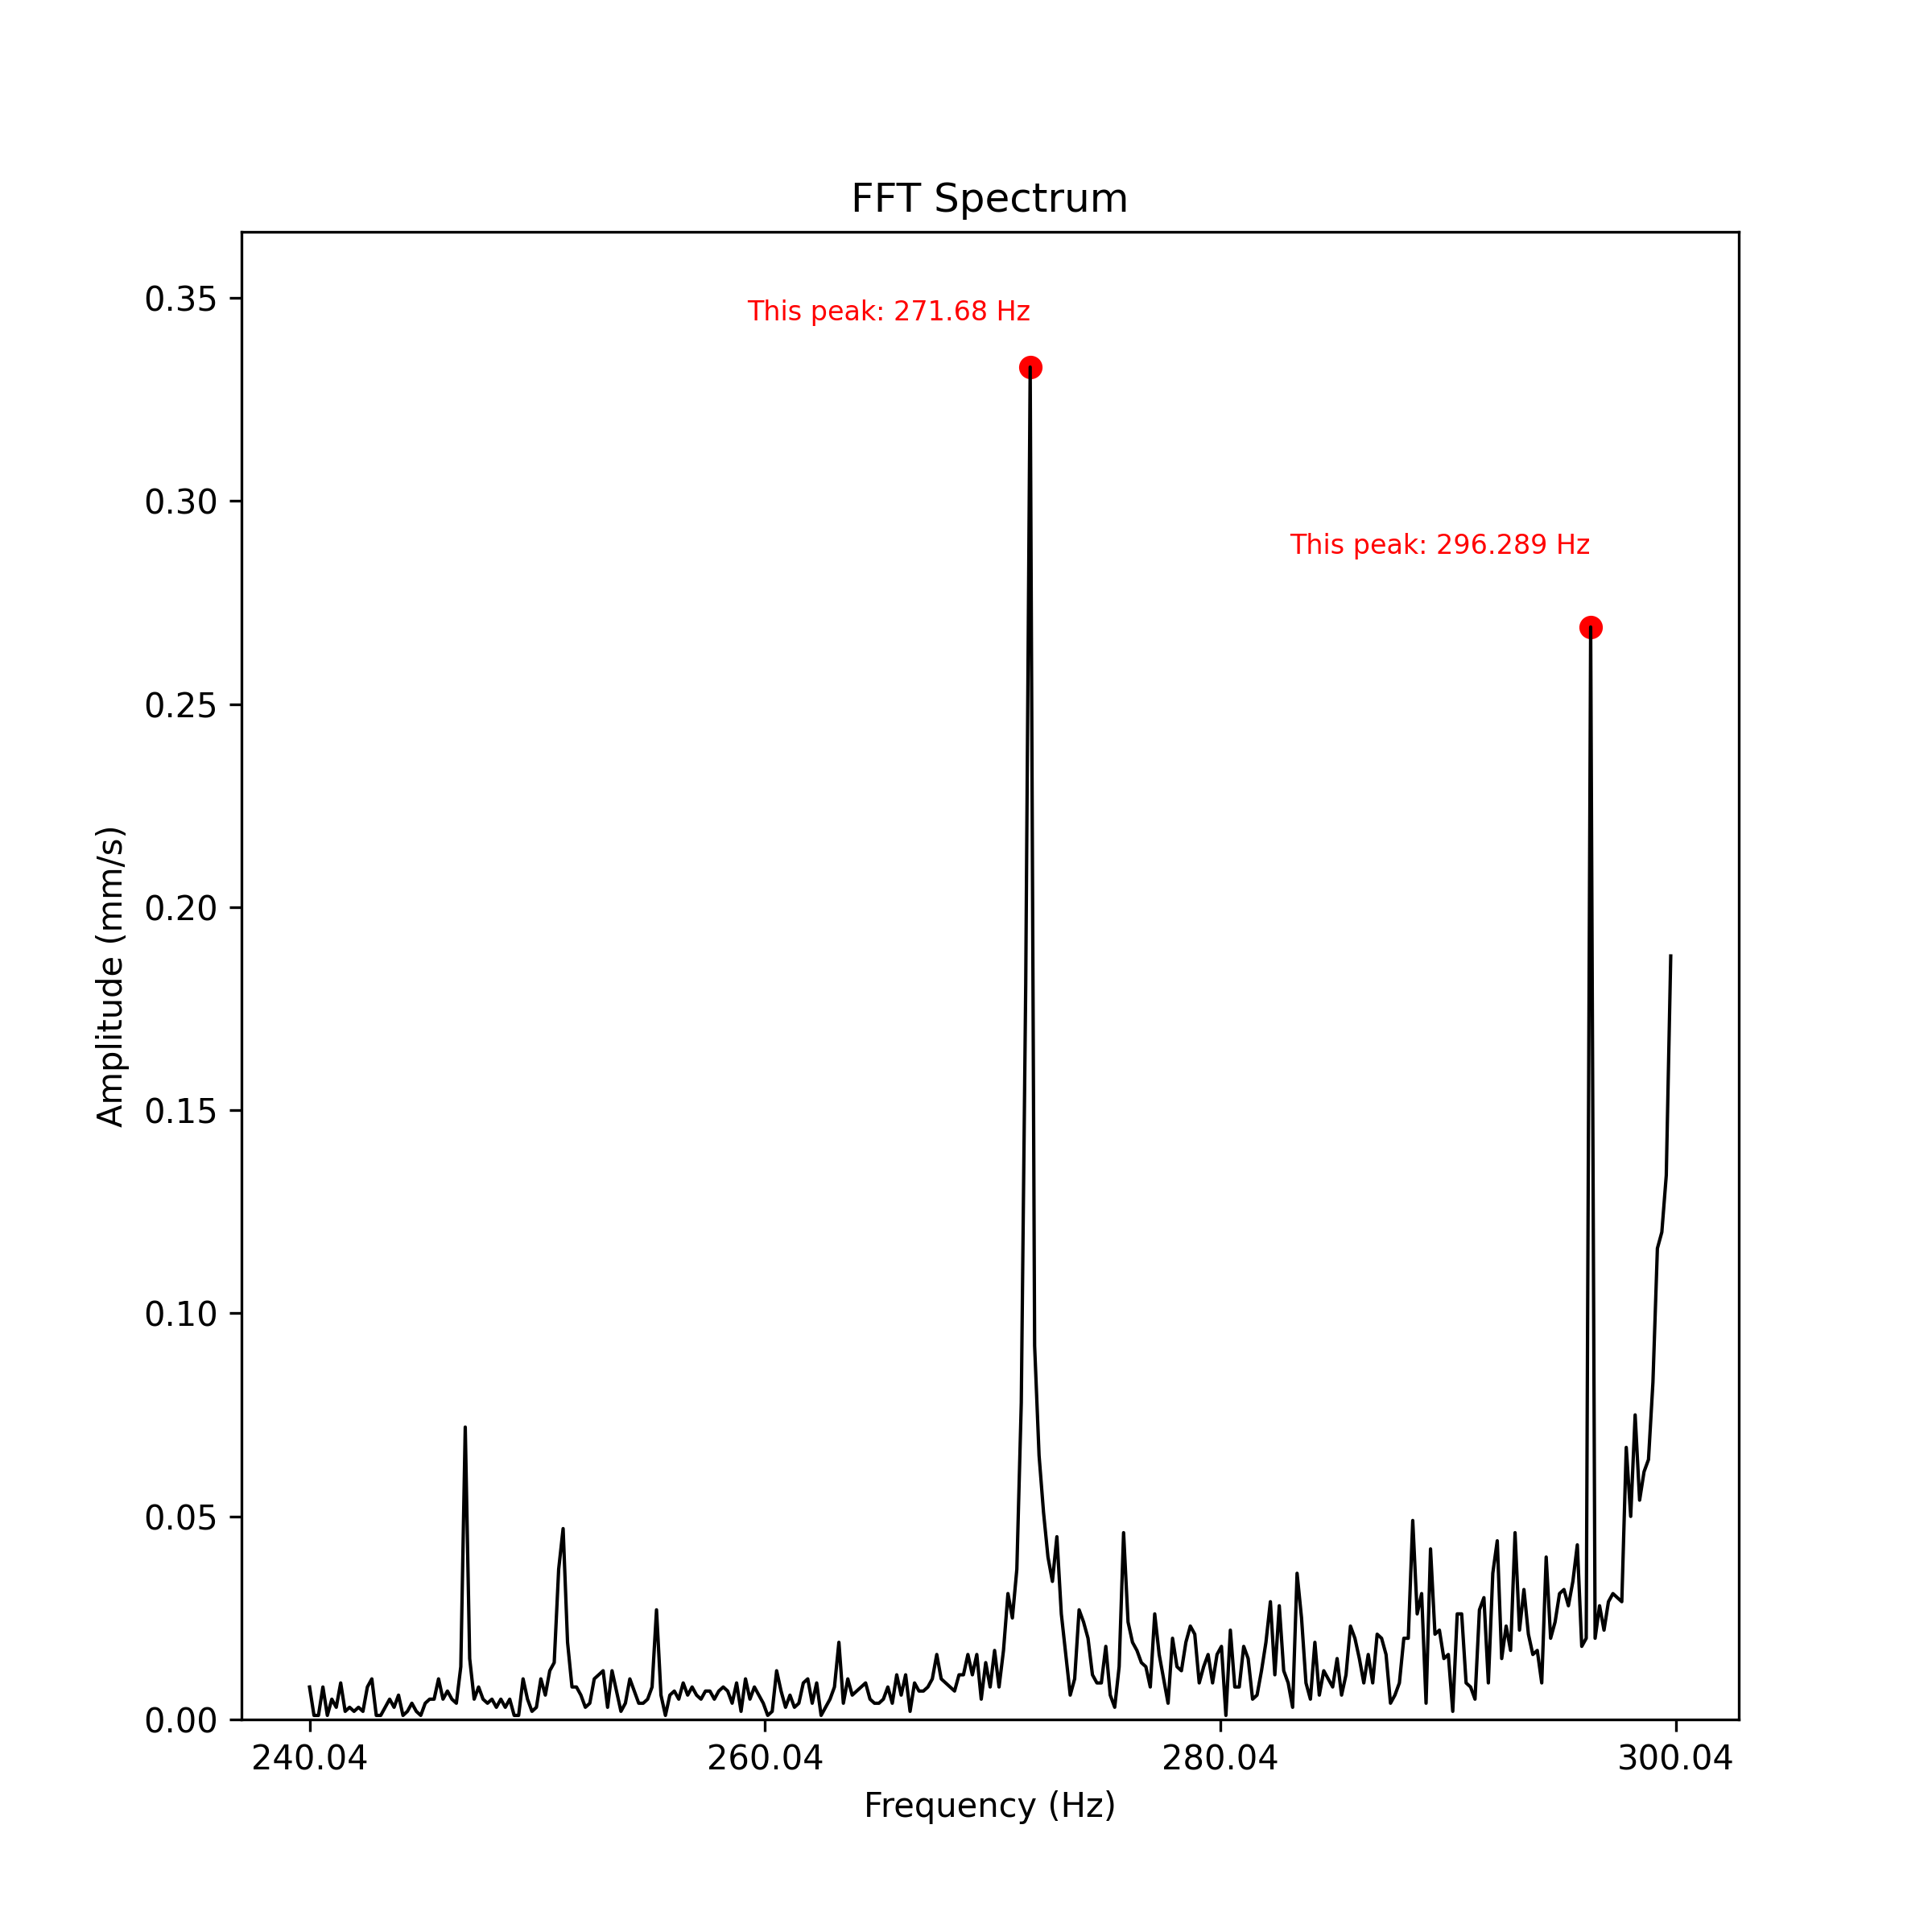 FFT Spectrum
This peak: 271.68 Hz
This peak: 296.289 Hz
0.35
0.30
0.25
0.20
0.15
0.10
0.05
0.00
Amplitude (mm/s)
240.04 260.04 280.04 300.04
Frequency (Hz)